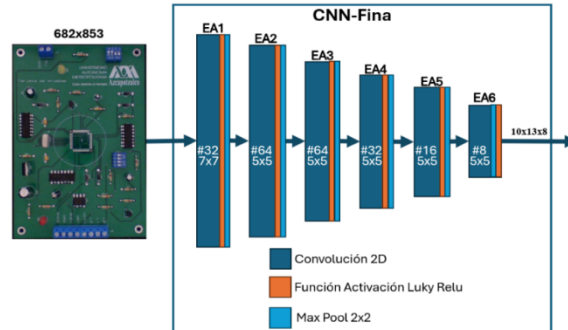 682x853
CNN-Fina
EA1
EA2
EA3
EA4
EA5
EA6
#32
7x7
#64
5x5
#64
5x5
#32
5x5
#16
5x5
#8
5x5
10x13x8
Convolución 2D
Función Activación Luky Relu
Max Pool 2x2